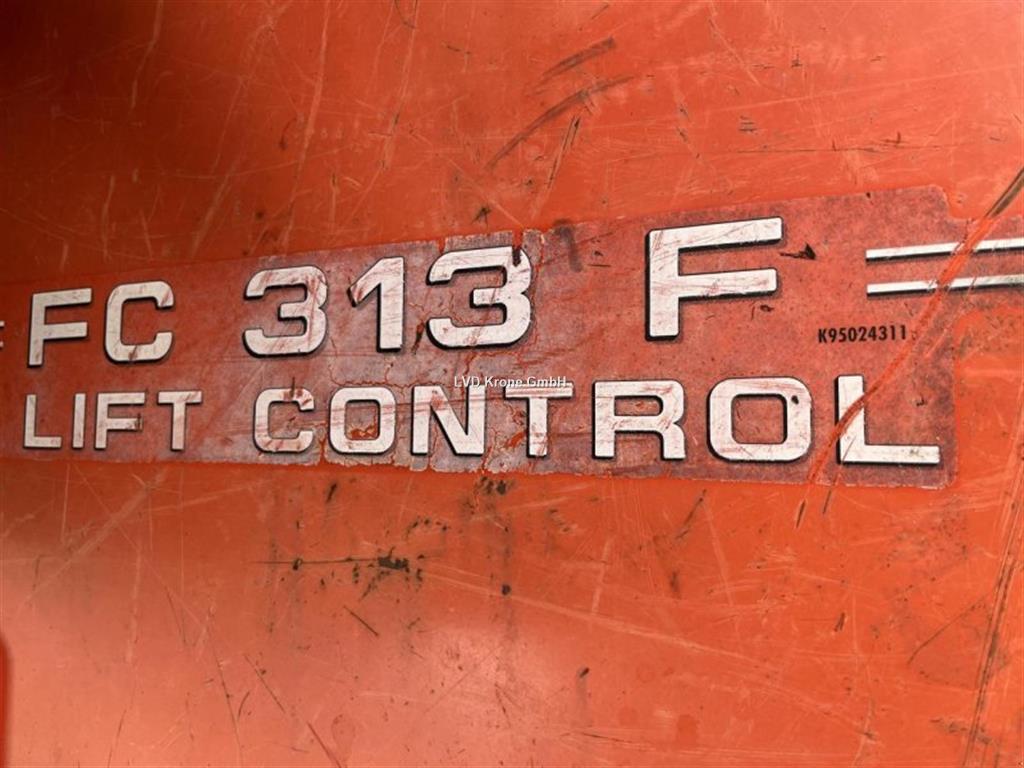 FC 313 F
K95024311
LVD Krone GmbH
LIFT CONTROL